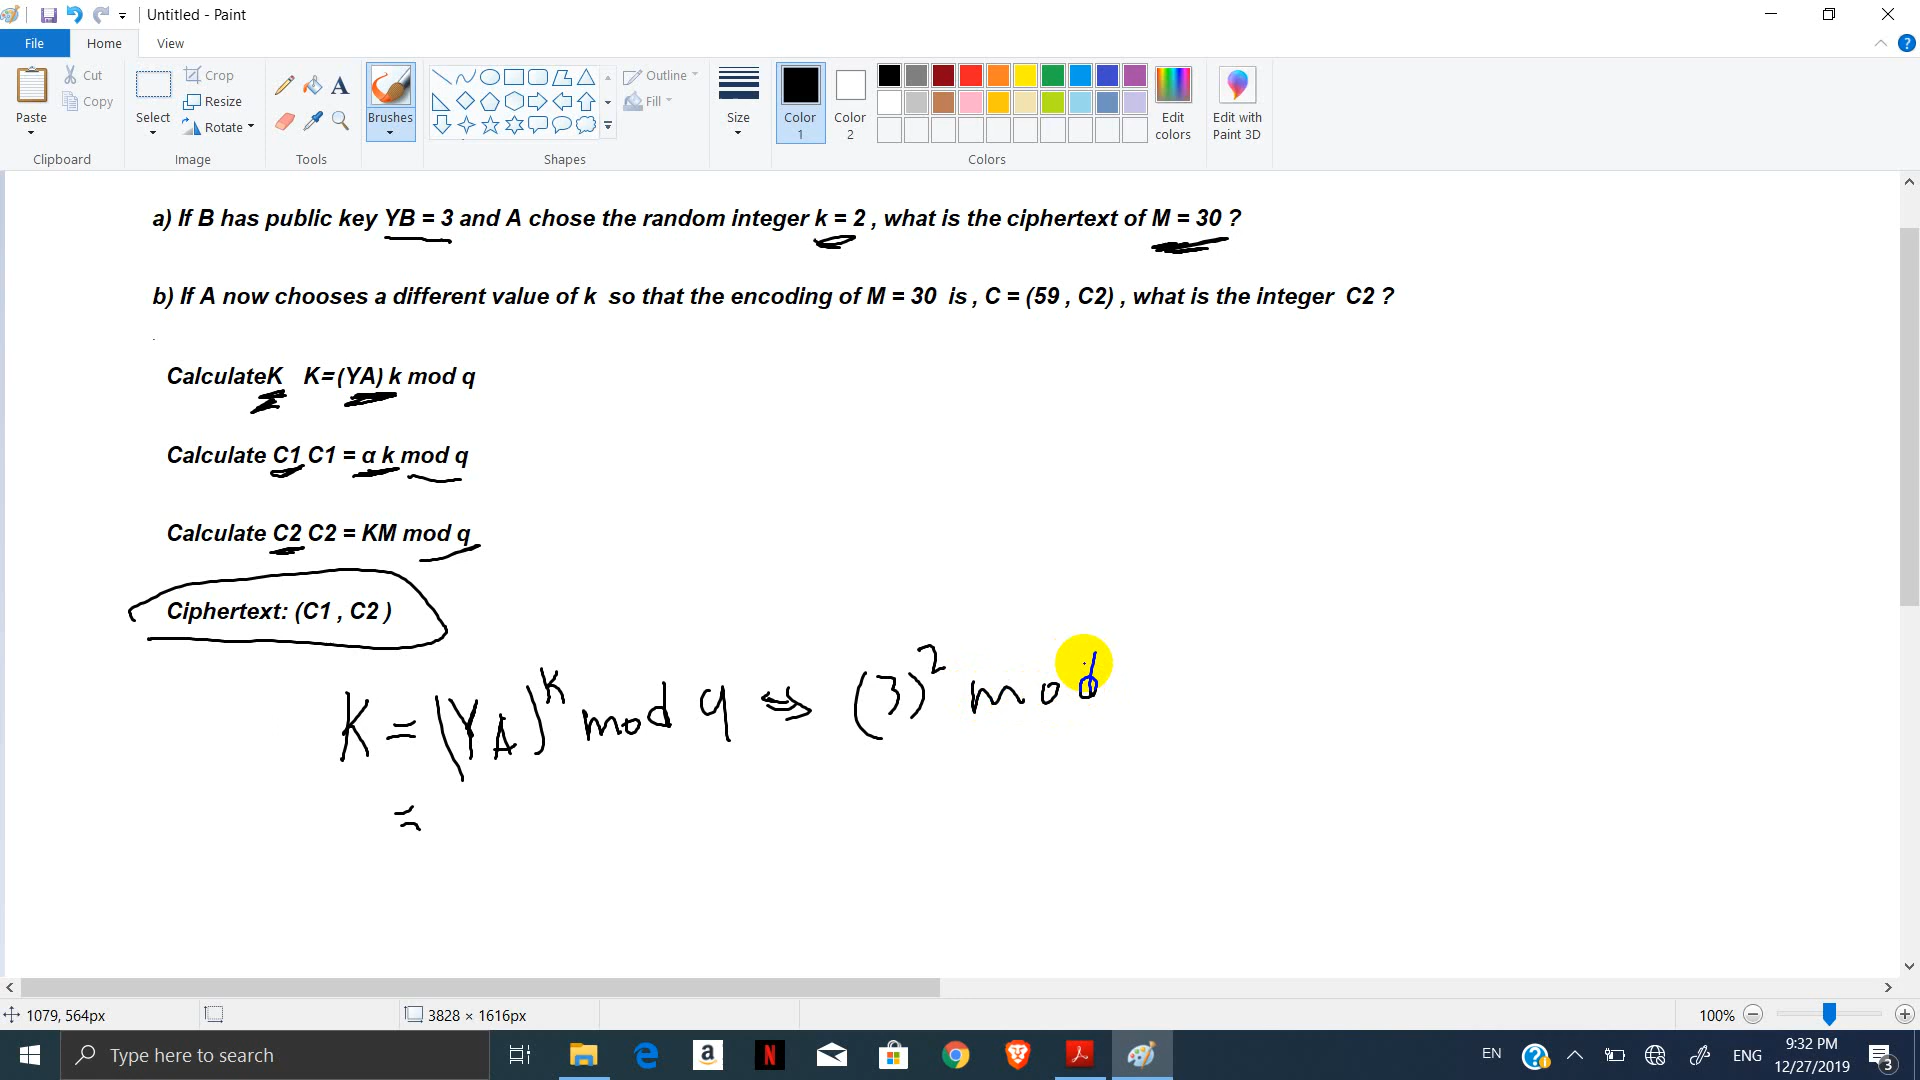 Untitled - Paint
File Home View
Paste Cut Copy Select Crop Resize Rotate Brushes Outline Fill Size Color 1 Color 2 Edit colors Edit with Paint 3D
Clipboard Image Tools Shapes Colors
a) If B has public key YB = 3 and A chose the random integer k = 2 , what is the ciphertext of M = 30 ?
b) If A now chooses a different value of k so that the encoding of M = 30 is , C = (59 , C2) , what is the integer C2 ?
CalculateK K=(YA) k mod q
Calculate C1 C1 = α k mod q
Calculate C2 C2 = KM mod q
Ciphertext: (C1 , C2 )
K = (YA)^K mod q => (3)^2 mod
=
1079, 564px 3828 × 1616px 100%
Type here to search EN ENG 9:32 PM 12/27/2019 3